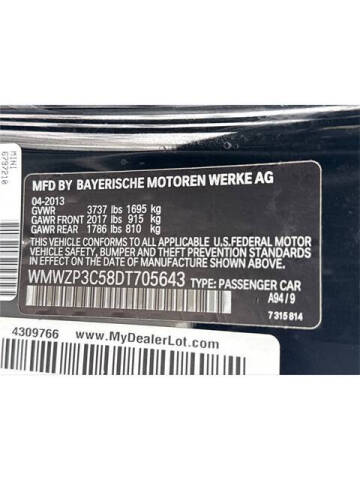 MINI
6797210
MFD BY BAYERISCHE MOTOREN WERKE AG
04-2013
GVWR 3737 lbs 1695 kg
GAWR FRONT 2017 lbs 915 kg
GAWR REAR 1786 lbs 810 kg
THIS VEHICLE CONFORMS TO ALL APPLICABLE
U.S. FEDERAL MOTOR
VEHICLE SAFETY, BUMPER AND THEFT PREVENTION STANDARDS
IN EFFECT ON THE DATE OF MANUFACTURE SHOWN ABOVE.
WMWZP3C58DT705643 TYPE: PASSENGER CAR
A94 / 9
7 315 814
4309766 www.MyDealerLot.com